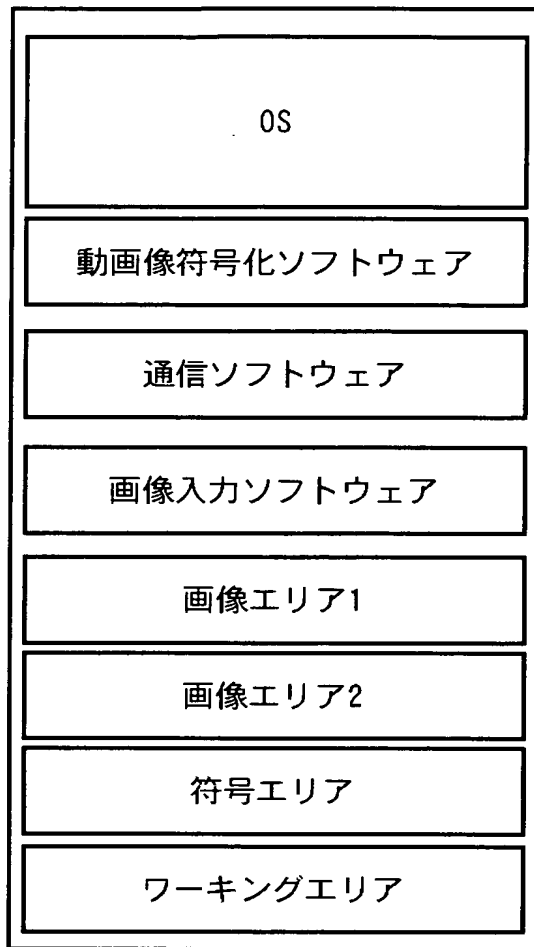 OS
動画像符号化ソフトウェア
通信ソフトウェア
画像入力ソフトウェア
画像エリア1
画像エリア2
符号エリア
ワーキングエリア